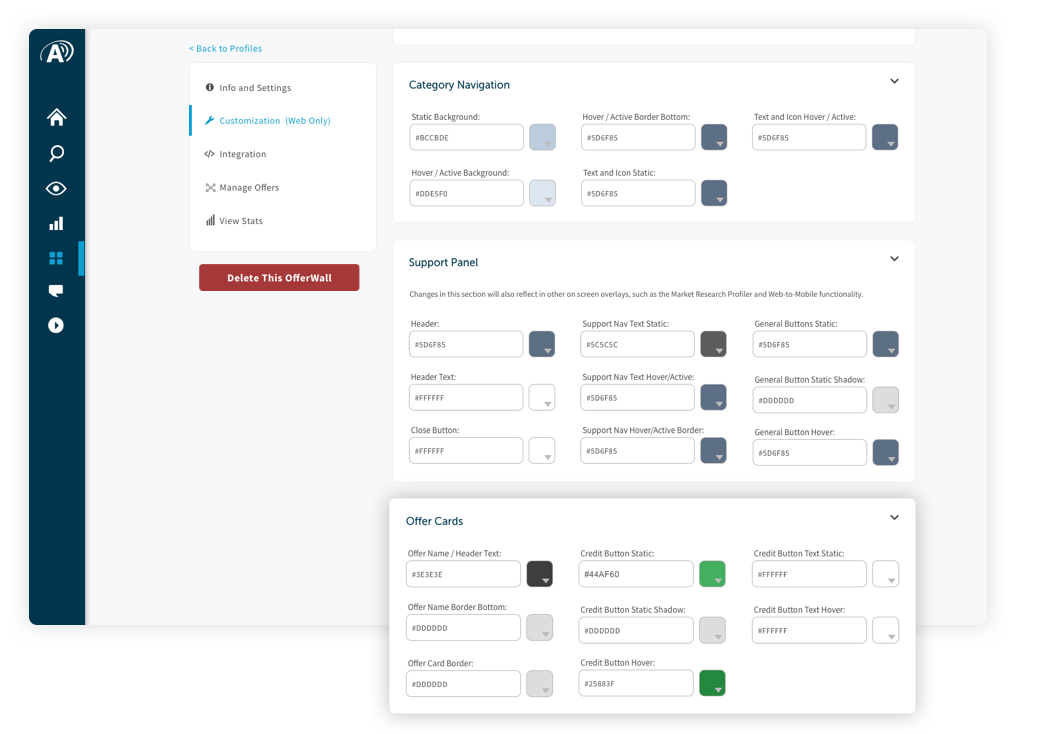 A
< Back to Profiles
Info and Settings
Customization (Web Only)
Integration
Manage Offers
View Stats
Delete This OfferWall
Category Navigation
Static Background:
Hover / Active Border Bottom:
Text and Icon Hover / Active:
#BCCBDE
#5D6F85
#5D6F85
Hover / Active Background:
Text and Icon Static:
#DDE5F0
#5D6F85
Support Panel
Changes in this section will also reflect in other on screen overlays, such as the Market Research Profiler and Web-to-Mobile functionality.
Header:
Support Nav Text Static:
General Buttons Static:
#5D6F85
#5C5C5C
#5D6F85
Header Text:
Support Nav Text Hover/Active:
General Button Static Shadow:
#FFFFFF
#5D6F85
#DDDDDD
Close Button:
Support Nav Hover/Active Border:
General Button Hover:
#FFFFFF
#5D6F85
#5D6F85
Offer Cards
Offer Name / Header Text:
Credit Button Static:
Credit Button Text Static:
#3E3E3E
#44AF60
#FFFFFF
Offer Name Border Bottom:
Credit Button Static Shadow:
Credit Button Text Hover:
#DDDDDD
#DDDDDD
#FFFFFF
Offer Card Border:
Credit Button Hover:
#DDDDDD
#25883F